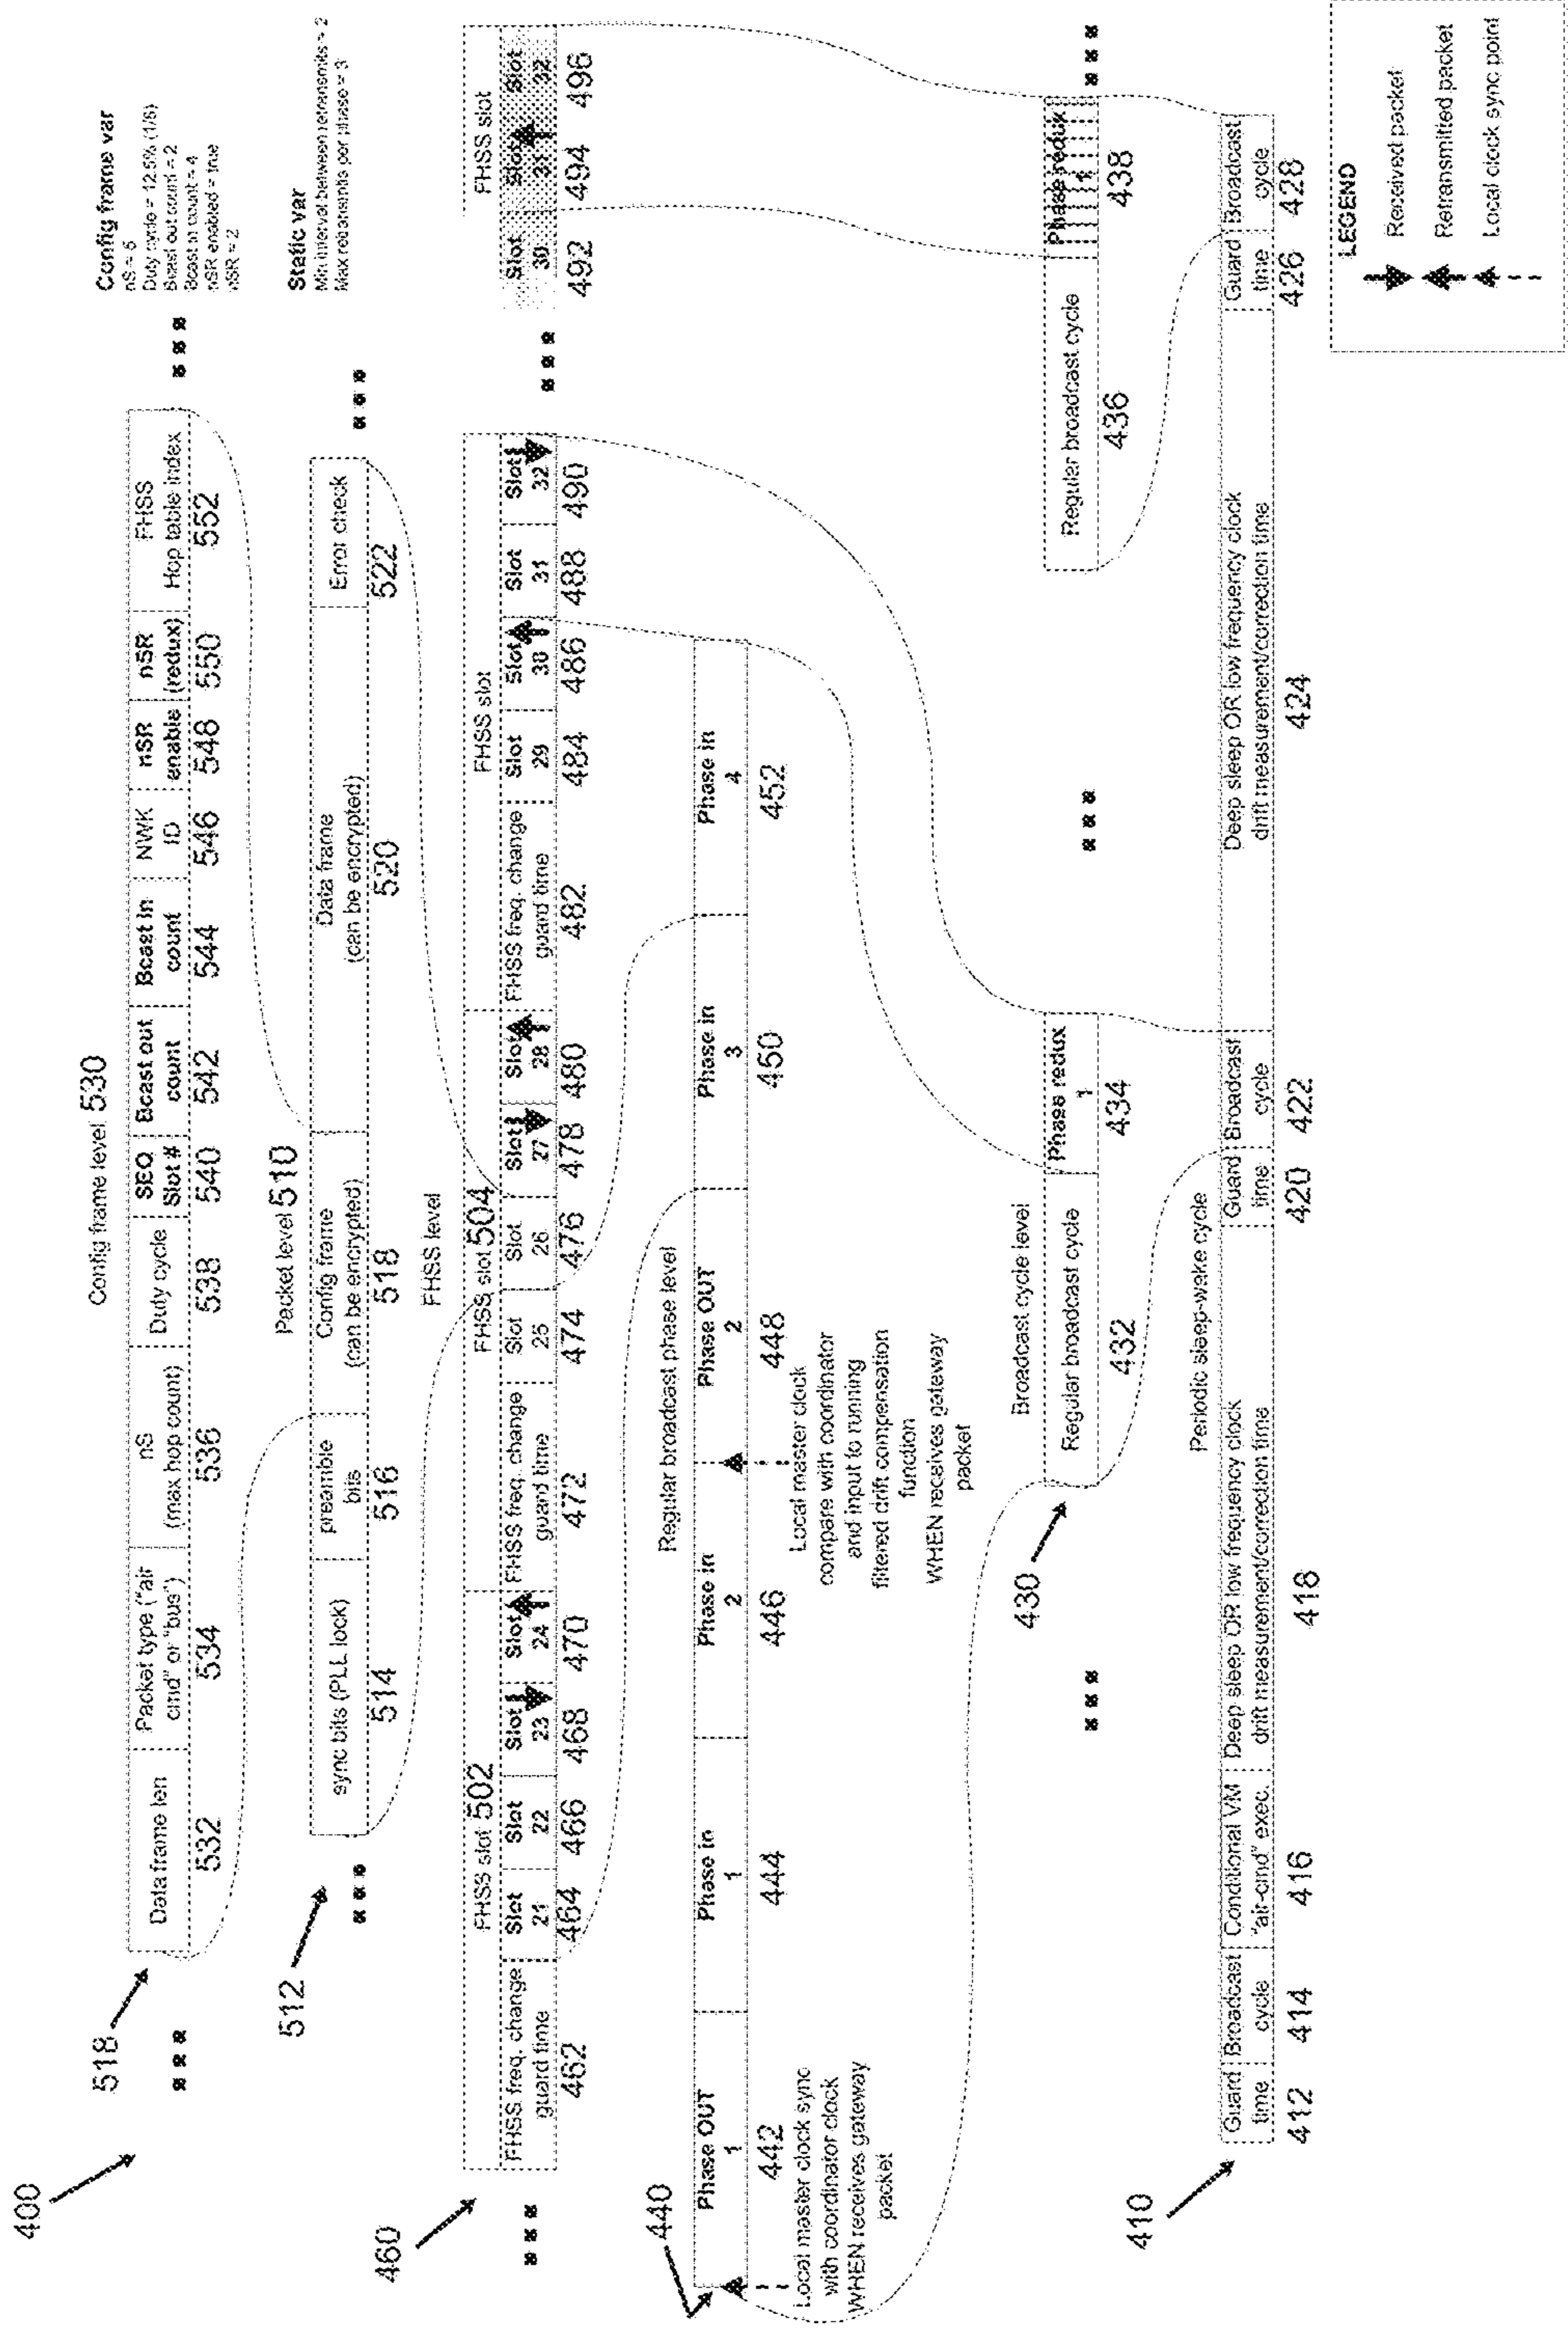 400
518
Config frame level 530
Data frame len
Packet type ("air
cmd" or "bus")
nS
(max hop count)
Duty cycle
SEQ
Slot #
Bcast out
count
Bcast in
count
NWK
ID
nSR
enable
nSR
(redux)
FHSS
Hop table index
532
534
536
538
540
542
544
546
548
550
552
Config frame var
nS = 5
Duty cycle = 12.5% (1/8)
Bcast out count = 2
Bcast in count = 4
nSR enabled = true
nSR = 2
512
Packet level 510
sync bits (PLL lock)
preamble
bits
Config frame
(can be encrypted)
Data frame
(can be encrypted)
Error check
514
516
518
520
522
Static var
Min interval between retransmits = 2
Max retransmits per phase = 3
460
FHSS level
FHSS slot 502
FHSS slot 504
FHSS slot
FHSS slot
FHSS freq. change
guard time
Slot
21
Slot
22
Slot
23
Slot
24
FHSS freq. change
guard time
Slot
25
Slot
26
Slot
27
Slot
28
FHSS freq. change
guard time
Slot
29
Slot
30
Slot
31
Slot
32
Slot
30
Slot
31
Slot
32
462
464
466
468
470
472
474
476
478
480
482
484
486
488
490
492
494
496
440
Regular broadcast phase level
Phase OUT
1
Phase in
1
Phase in
2
Phase OUT
2
Phase in
3
Phase in
4
442
444
446
448
450
452
Local master clock sync
with coordinator clock
WHEN receives gateway
packet
Local master clock
compare with coordinator
and input to running
filtered drift compensation
function
WHEN receives gateway
packet
430
Broadcast cycle level
Regular broadcast cycle
Phase redux
1
Regular broadcast cycle
Phase redux
1
432
434
436
438
410
Periodic sleep-wake cycle
Guard
time
Broadcast
cycle
Conditional VM
"air-cmd" exec.
Deep sleep OR low frequency clock
drift measurement/correction time
Guard
time
Broadcast
cycle
Deep sleep OR low frequency clock
drift measurement/correction time
Guard
time
Broadcast
cycle
412
414
416
418
420
422
424
426
428
LEGEND
Received packet
Retransmitted packet
Local clock sync point